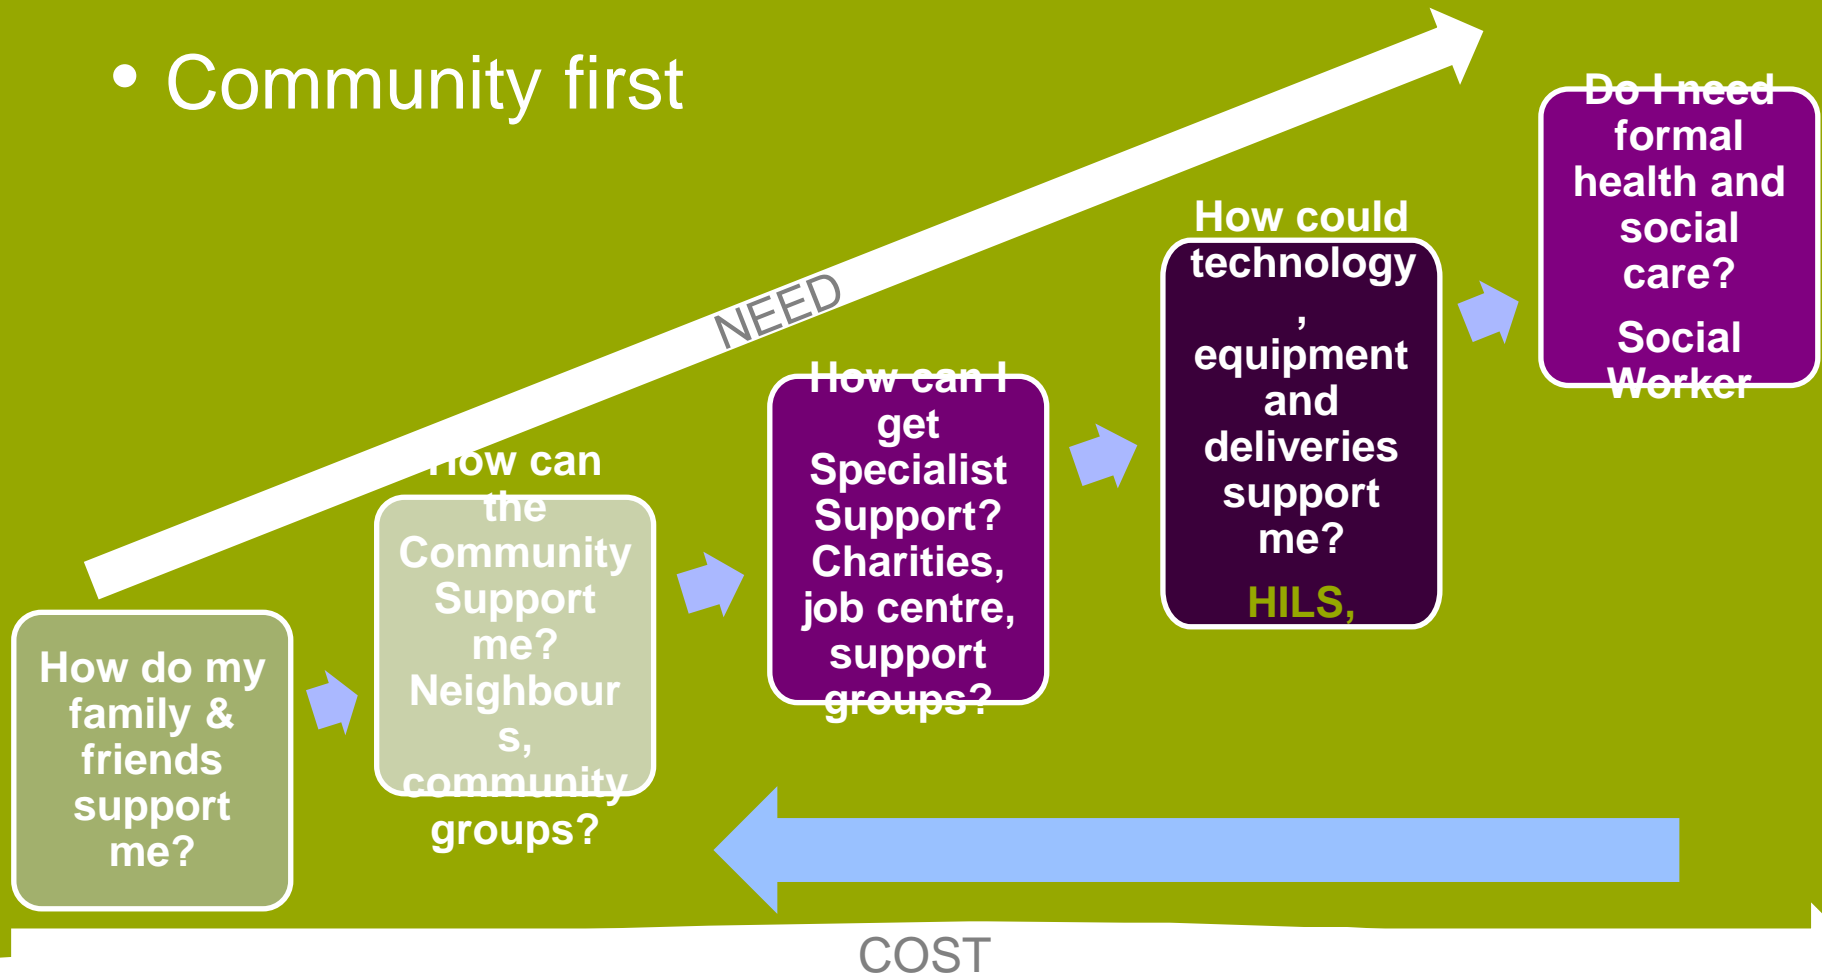 • Community first
NEED
How do my
family &
friends
support
me?
How can
the
Community
Support
me?
Neighbour
s,
community
groups?
How can I
get
Specialist
Support?
Charities,
job centre,
support
groups?
How could
technology
,
equipment
and
deliveries
support
me?
HILS,
Do I need
formal
health and
social
care?
Social
Worker
COST